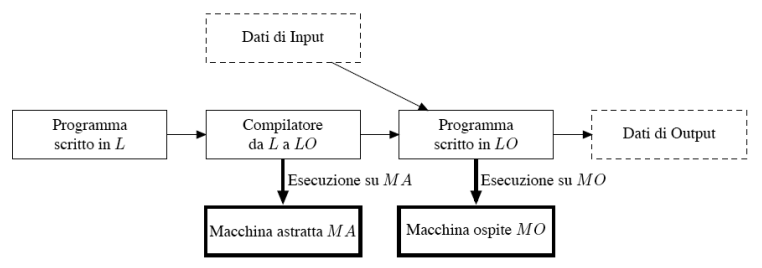 Dati di Input
Programma
scritto in L
Compilatore
da L a LO
Programma
scritto in LO
Dati di Output
Esecuzione su MA
Esecuzione su MO
Macchina astratta MA
Macchina ospite MO